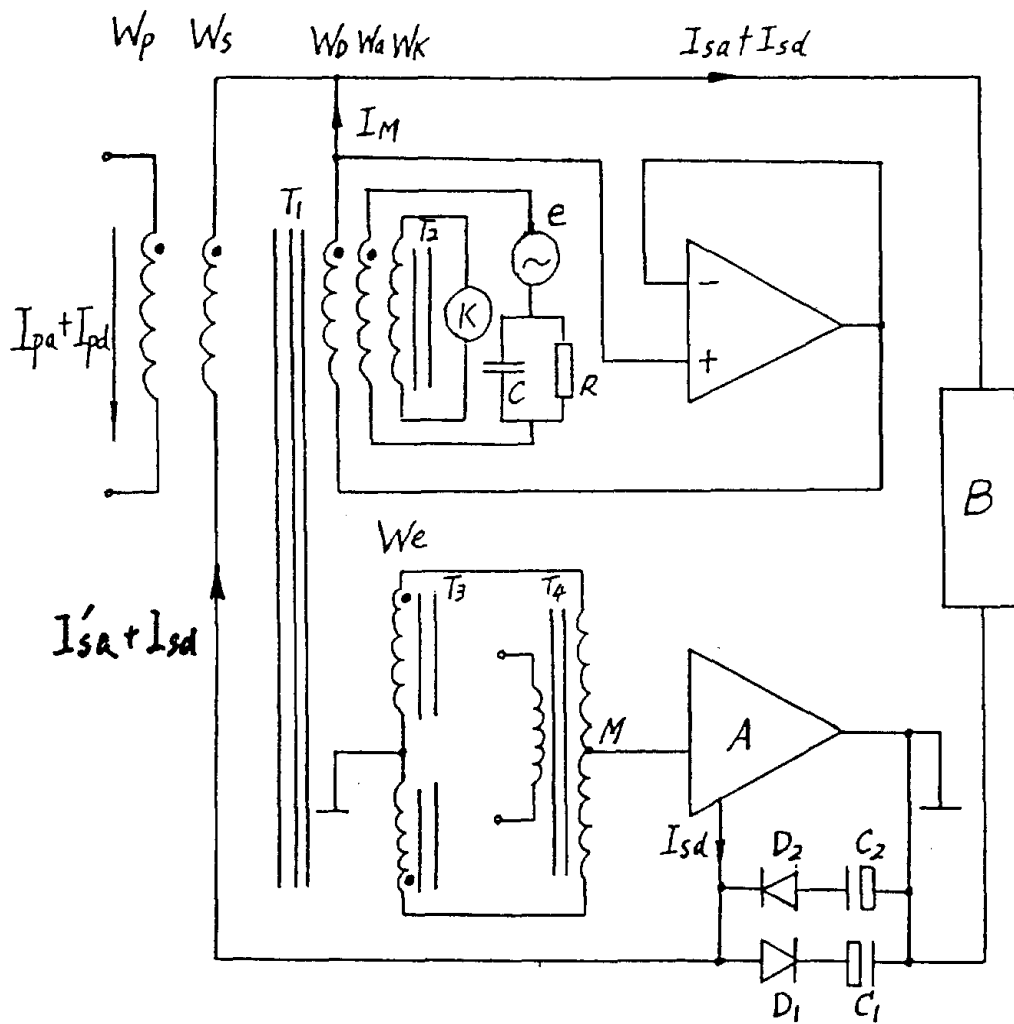 Wp Ws WD Wa WK Isa+Isd
IM
T1 T2 e
K
Ipa+Ipd
C R
−
+
B
We
T3 T4
I'sa+Isd
M A
Isd D2 C2
D1 C1